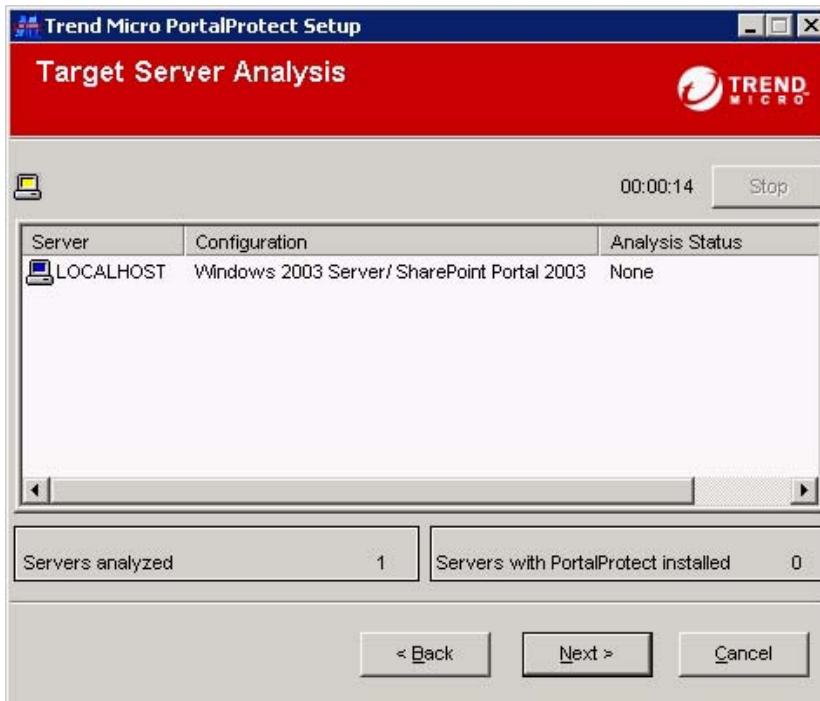 Trend Micro PortalProtect Setup
Target Server Analysis
TREND
MICRO
00:00:14 Stop
Server Configuration Analysis Status
LOCALHOST Windows 2003 Server/ SharePoint Portal 2003 None
Servers analyzed 1 Servers with PortalProtect installed 0
< Back Next > Cancel